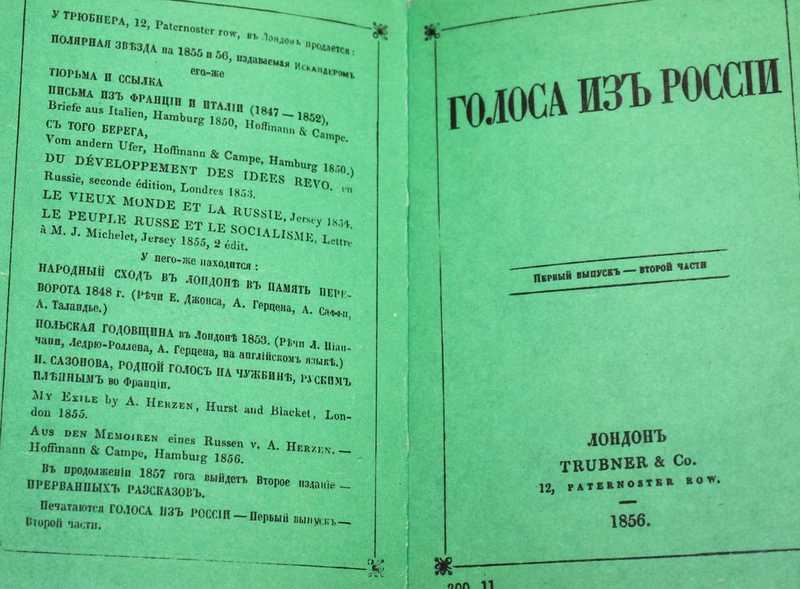 У ТРЮБНЕРА, 12, Paternoster row, въ Лондонѣ продается:
ПОЛЯРНАЯ ЗВѢЗДА на 1855 и 56, издаваемая Искандеромъ
его-же
ТЮРЬМА И ССЫЛКА
ПИСЬМА ИЗЪ ФРАНЦІИ И ИТАЛІИ (1847 — 1852),
Briefe aus Italien, Hamburg 1850, Hoffmann & Campe.
СЪ ТОГО БЕРЕГА,
Vom andern Ufer, Hoffmann & Campe, Hamburg 1850.)
DU DÉVELOPPEMENT DES IDEES REVO. en
Russie, seconde édition, Londres 1853.
LE VIEUX MONDE ET LA RUSSIE, Jersey 1854.
LE PEUPLE RUSSE ET LE SOCIALISME, Lettre
à M. J. Michelet, Jersey 1855, 2 édit.
У него-же находится:
НАРОДНЫЙ СХОДЪ ВЪ ЛОНДОНѢ ВЪ ПАМЯТЬ ПЕРЕ-
ВОРОТА 1848 г. (Рѣчи Е. Джонса, А. Герцена, А. Саффи,
А. Таландье.)
ПОЛЬСКАЯ ГОДОВЩИНА въ Лондонѣ 1853. (Рѣчи Л.
Ледрю-Роллена, А. Герцена, на англійскомъ языкѣ.)
Н. САЗОНОВА, РОДНОЙ ГОЛОСЪ НА ЧУЖБИНѢ, РУСКИМЪ
ПЛѢННЫМЪ во Франціи.
MY EXILE by A. HERZEN, Hurst and Blacket, Lon-
don 1855.
AUS DEN MEMOIREN eines Russen v. A. HERZEN. —
Hoffmann & Campe, Hamburg 1856.
Въ продолженіи 1857 гога выйдетъ Второе изданіе —
ПРЕРВАННЫХЪ РАЗСКАЗОВЪ.
Печатаются ГОЛОСА ИЗЪ РОССІИ — Первый выпускъ —
Второй части.
ГОЛОСА ИЗЪ РОССІИ
ПЕРВЫЙ ВЫПУСКЪ — ВТОРОЙ ЧАСТИ
ЛОНДОНЪ
TRUBNER & Co.
12, PATERNOSTER ROW.
1856.